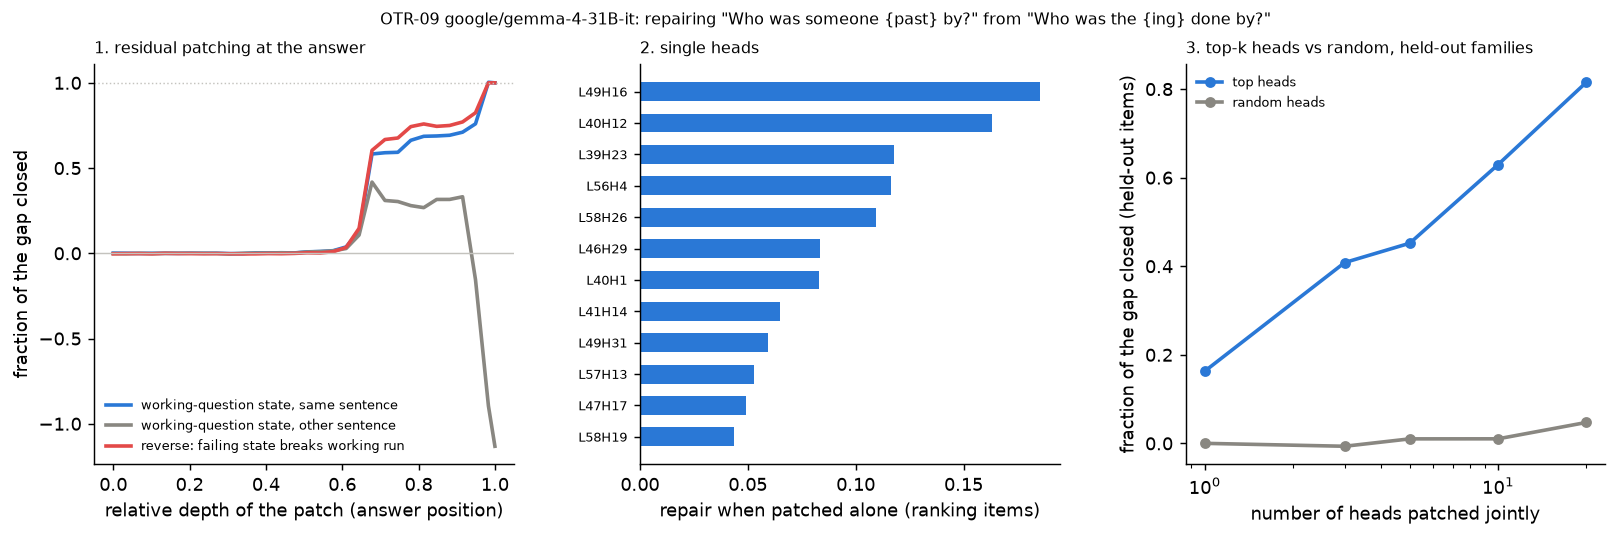 OTR-09 google/gemma-4-31B-it: repairing "Who was someone {past} by?" from "Who was the {ing} done by?"
1. residual patching at the answer
fraction of the gap closed
1.0
0.5
0.0
−0.5
−1.0
working-question state, same sentence
working-question state, other sentence
reverse: failing state breaks working run
0.0 0.2 0.4 0.6 0.8 1.0
relative depth of the patch (answer position)
2. single heads
L49H16
L40H12
L39H23
L56H4
L58H26
L46H29
L40H1
L41H14
L49H31
L57H13
L47H17
L58H19
0.00 0.05 0.10 0.15
repair when patched alone (ranking items)
3. top-k heads vs random, held-out families
fraction of the gap closed (held-out items)
top heads
random heads
0.8
0.6
0.4
0.2
0.0
10⁰ 10¹
number of heads patched jointly